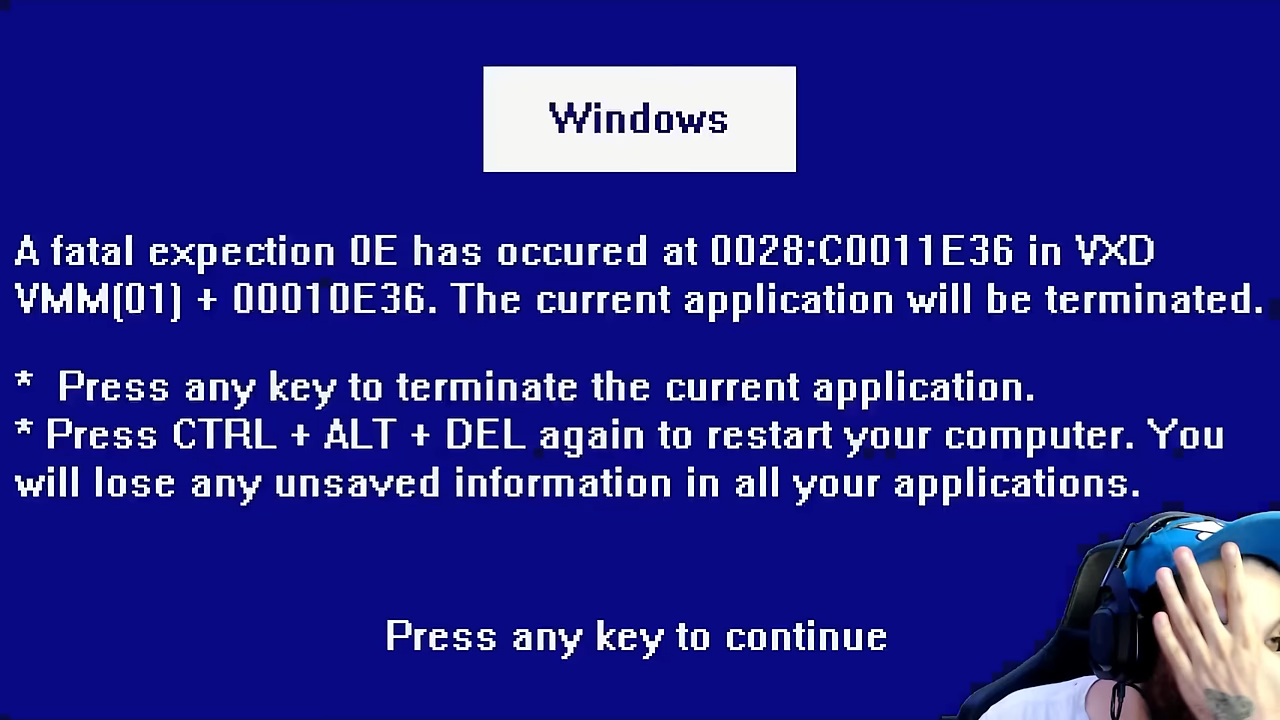 Windows
A fatal expection 0E has occured at 0028:C0011E36 in VXD
VMM(01) + 00010E36. The current application will be terminated.
* Press any key to terminate the current application.
* Press CTRL + ALT + DEL again to restart your computer. You
will lose any unsaved information in all your applications.
Press any key to continue